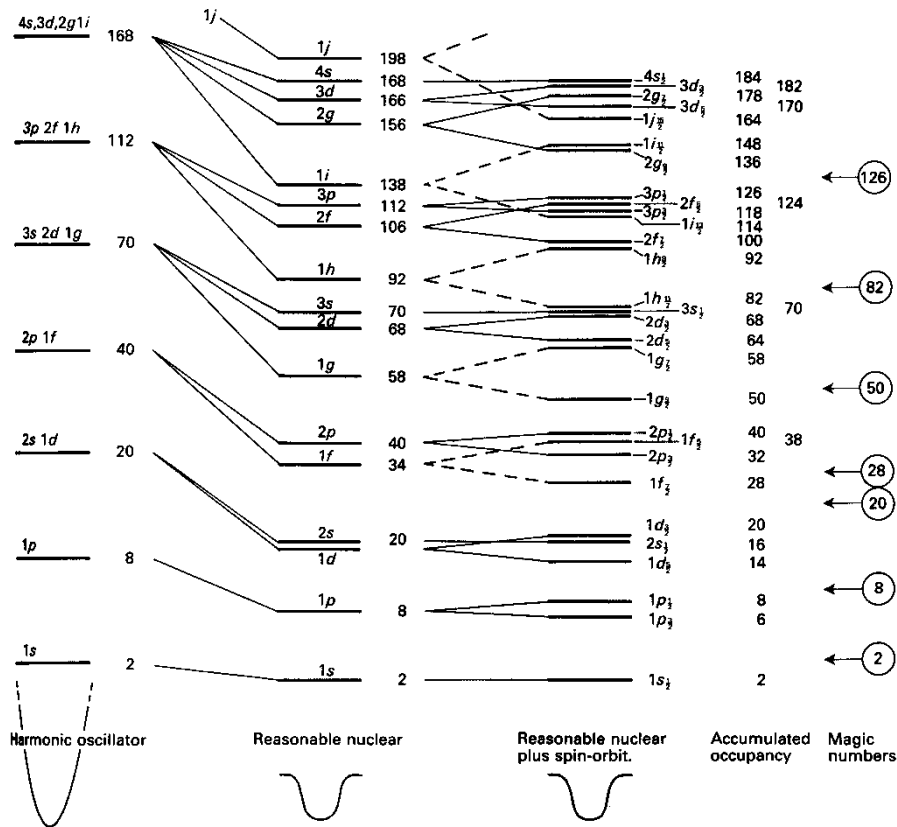 4s,3d,2g1i 168
3p 2f 1h 112
3s 2d 1g 70
2p 1f 40
2s 1d 20
1p 8
1s 2
Harmonic oscillator
1j
1j 198
4s 168
3d 166
2g 156
1i 138
3p 112
2f 106
1h 92
3s 70
2d 68
1g 58
2p 40
1f 34
2s 20
1d
1p 8
1s 2
Reasonable nuclear
4s1/2 184
3d3/2 182
2g7/2 178
3d5/2 170
1j15/2 164
1i11/2 148
2g9/2 136
3p1/2 126
2f5/2 124
3p3/2 118
1i13/2 114
2f7/2 100
1h9/2 92
1h11/2 82
3s1/2 70
2d3/2 68
2d5/2 64
1g7/2 58
1g9/2 50
2p1/2 40
1f5/2 38
2p3/2 32
1f7/2 28
1d3/2 20
2s1/2 16
1d5/2 14
1p1/2 8
1p3/2 6
1s1/2 2
Reasonable nuclear
plus spin-orbit.
Accumulated
occupancy
126
82
50
28
20
8
2
Magic
numbers